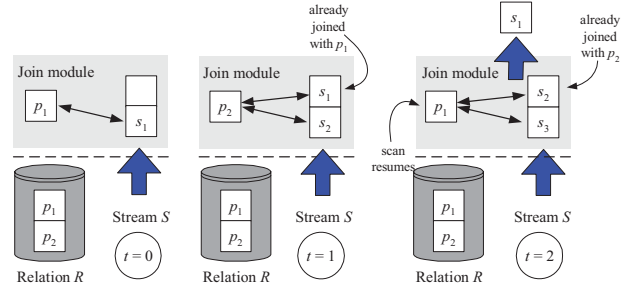 Join module
p1
s1
p1
p2
Stream S
t = 0
Relation R
already
joined
with p1
Join module
p2
s1
s2
p1
p2
Stream S
t = 1
Relation R
s1
already
joined
with p2
Join module
p1
s2
s3
scan
resumes
p1
p2
Stream S
t = 2
Relation R